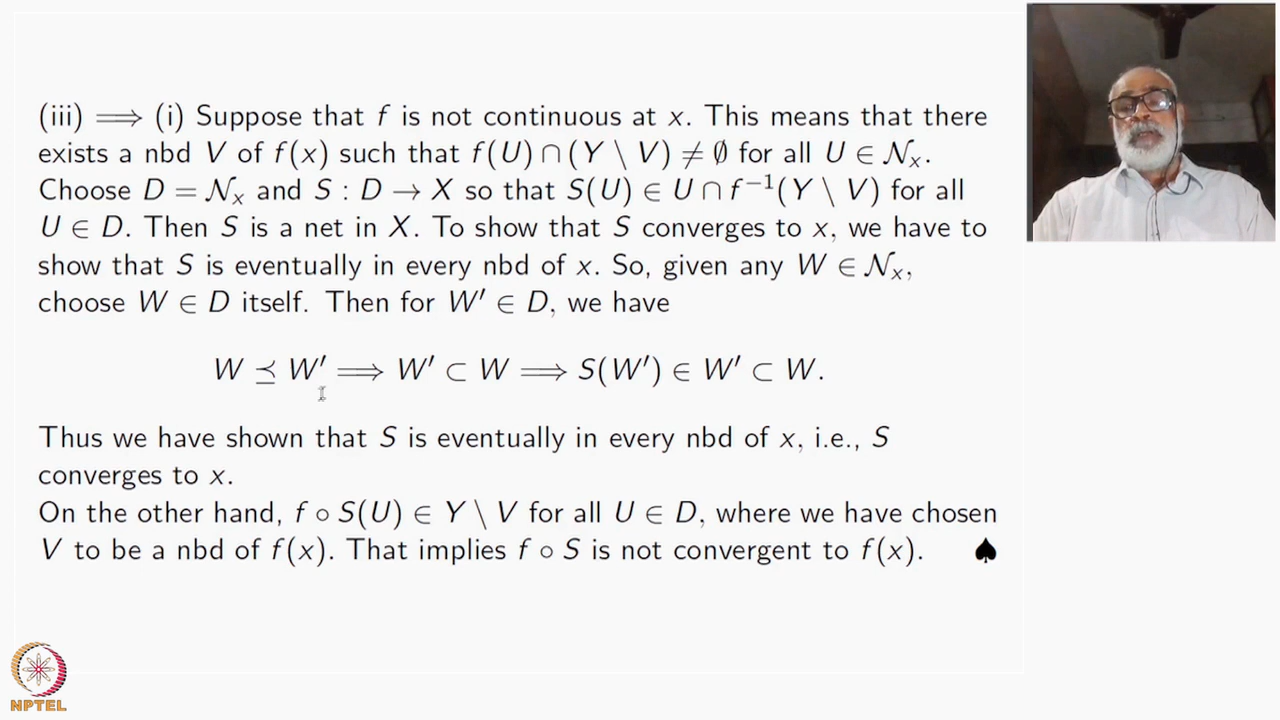 (iii) ⟹ (i) Suppose that f is not continuous at x. This means that there
exists a nbd V of f(x) such that f(U) ∩ (Y \ V) ≠ ∅ for all U ∈ 𝒩ₓ.
Choose D = 𝒩ₓ and S : D → X so that S(U) ∈ U ∩ f⁻¹(Y \ V) for all
U ∈ D. Then S is a net in X. To show that S converges to x, we have to
show that S is eventually in every nbd of x. So, given any W ∈ 𝒩ₓ,
choose W ∈ D itself. Then for W′ ∈ D, we have
W ⪯ W′ ⟹ W′ ⊂ W ⟹ S(W′) ∈ W′ ⊂ W.
Thus we have shown that S is eventually in every nbd of x, i.e., S
converges to x.
On the other hand, f ∘ S(U) ∈ Y \ V for all U ∈ D, where we have chosen
V to be a nbd of f(x). That implies f ∘ S is not convergent to f(x). ♠
NPTEL